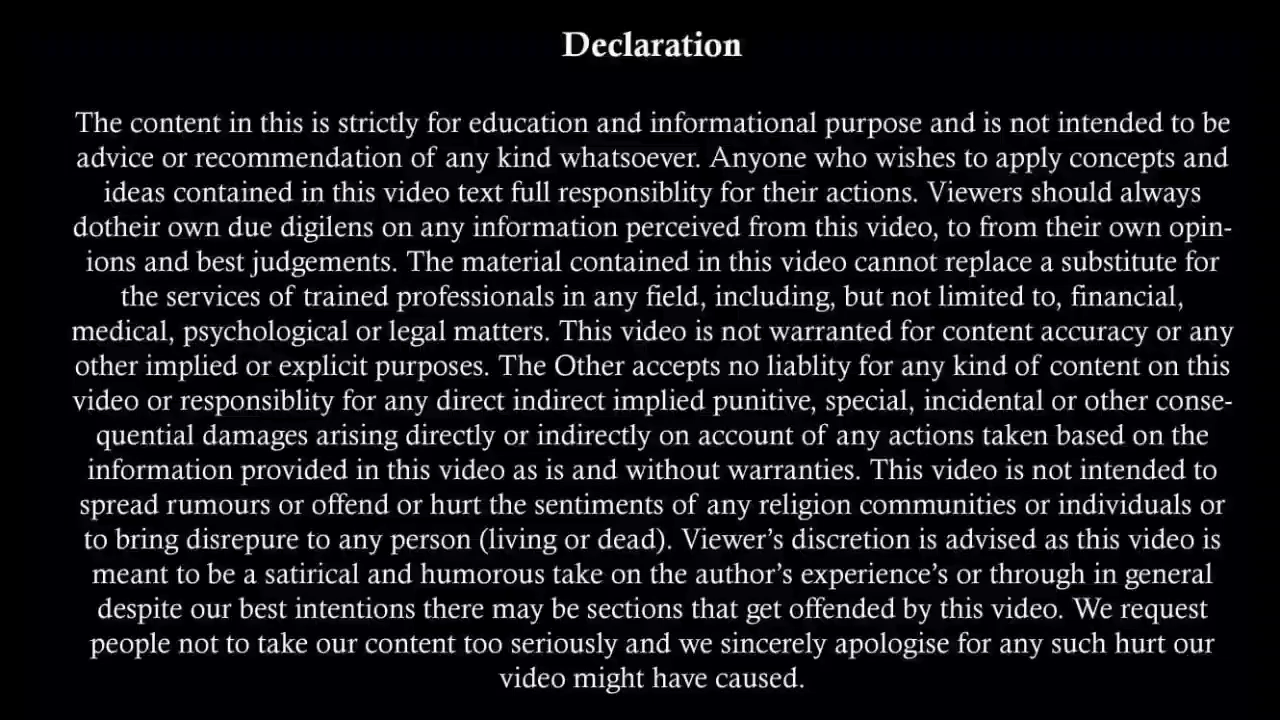 Declaration
The content in this is strictly for education and informational purpose and is not intended to be
advice or recommendation of any kind whatsoever. Anyone who wishes to apply concepts and
ideas contained in this video text full responsiblity for their actions. Viewers should always
dotheir own due digilens on any information perceived from this video, to from their own opin-
ions and best judgements. The material contained in this video cannot replace a substitute for
the services of trained professionals in any field, including, but not limited to, financial,
medical, psychological or legal matters. This video is not warranted for content accuracy or any
other implied or explicit purposes. The Other accepts no liablity for any kind of content on this
video or responsiblity for any direct indirect implied punitive, special, incidental or other conse-
quential damages arising directly or indirectly on account of any actions taken based on the
information provided in this video as is and without warranties. This video is not intended to
spread rumours or offend or hurt the sentiments of any religion communities or individuals or
to bring disrepure to any person (living or dead). Viewer’s discretion is advised as this video is
meant to be a satirical and humorous take on the author’s experience’s or through in general
despite our best intentions there may be sections that get offended by this video. We request
people not to take our content too seriously and we sincerely apologise for any such hurt our
video might have caused.